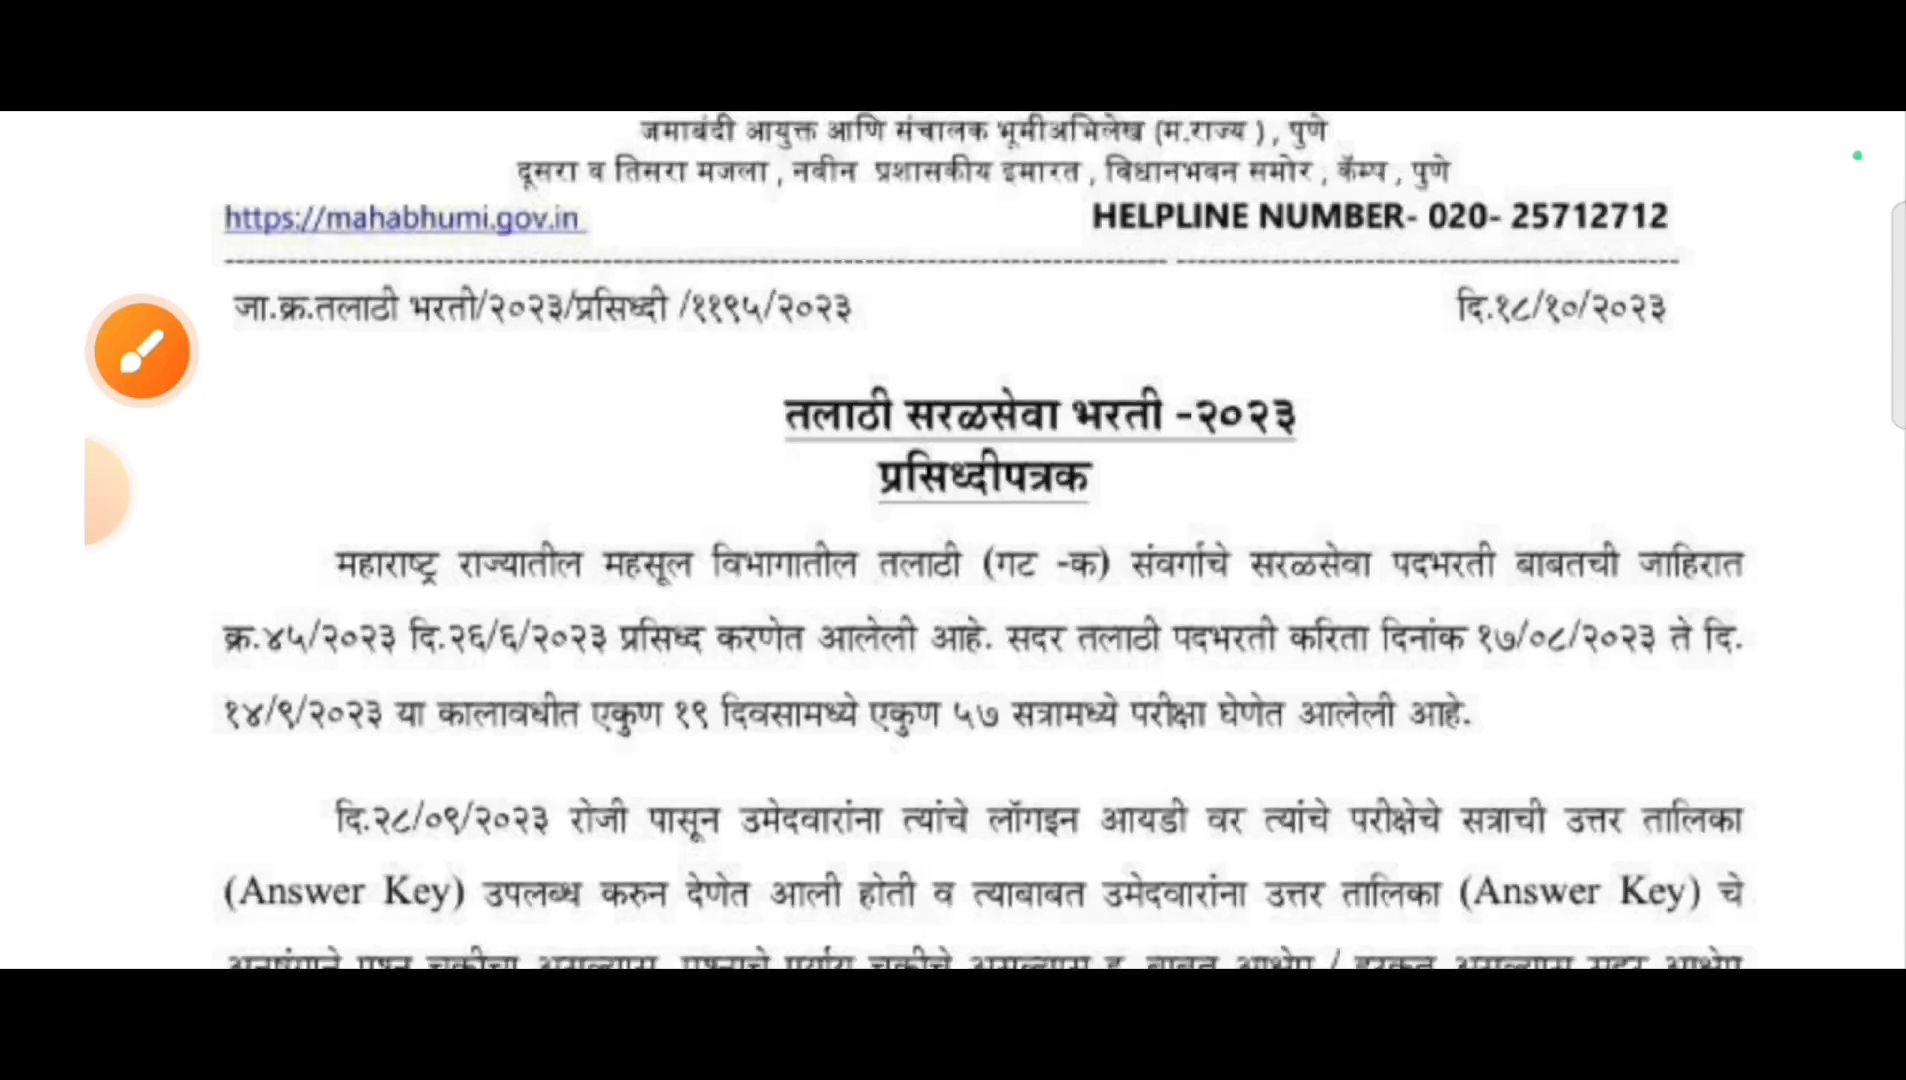 जमाबंदी आयुक्त आणि संचालक भूमीअभिलेख (म.राज्य ), पुणे
दूसरा व तिसरा मजला , नवीन प्रशासकीय इमारत , विधानभवन समोर , कॅम्प , पुणे
https://mahabhumi.gov.in HELPLINE NUMBER- 020- 25712712
जा.क्र.तलाठी भरती/२०२३/प्रसिध्दी /११९५/२०२३ दि.१८/१०/२०२३
तलाठी सरळसेवा भरती -२०२३
प्रसिध्दीपत्रक
महाराष्ट्र राज्यातील महसूल विभागातील तलाठी (गट -क) संवर्गाचे सरळसेवा पदभरती बाबतची जाहिरात
क्र.४५/२०२३ दि.२६/६/२०२३ प्रसिध्द करणेत आलेली आहे. सदर तलाठी पदभरती करिता दिनांक १७/०८/२०२३ ते दि.
१४/९/२०२३ या कालावधीत एकुण १९ दिवसामध्ये एकुण ५७ सत्रामध्ये परीक्षा घेणेत आलेली आहे.
दि.२८/०९/२०२३ रोजी पासून उमेदवारांना त्यांचे लॉगइन आयडी वर त्यांचे परीक्षेचे सत्राची उत्तर तालिका
(Answer Key) उपलब्ध करुन देणेत आली होती व त्याबाबत उमेदवारांना उत्तर तालिका (Answer Key) चे